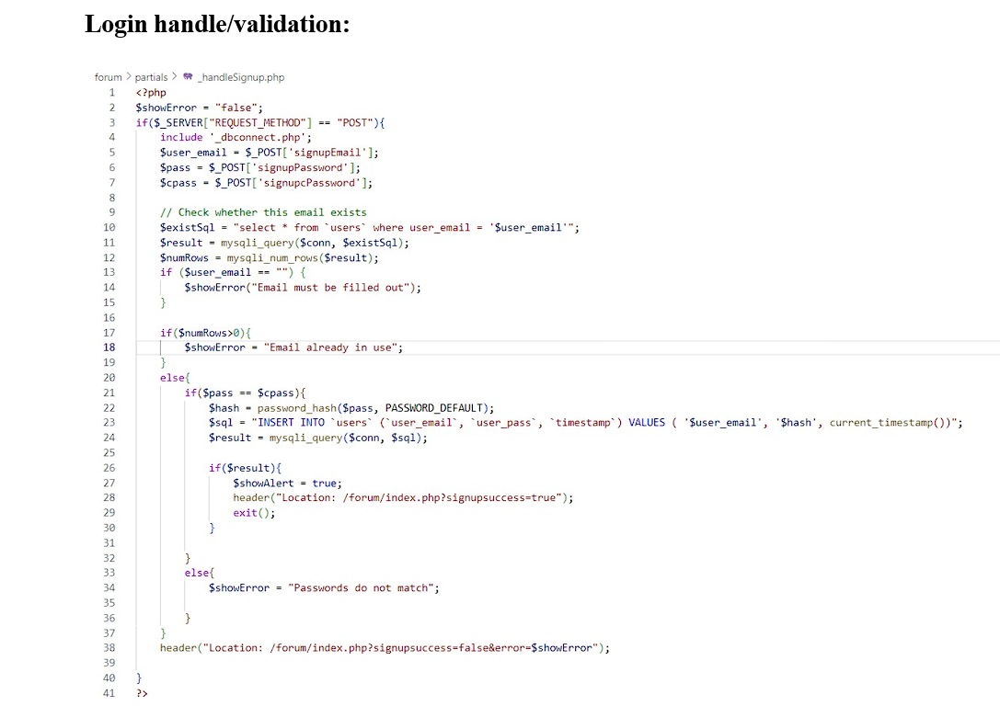 Login handle/validation:
forum > partials > _handleSignup.php
1 <?php
2 $showError = "false";
3 if($_SERVER["REQUEST_METHOD"] == "POST"){
4 include '_dbconnect.php';
5 $user_email = $_POST['signupEmail'];
6 $pass = $_POST['signupPassword'];
7 $cpass = $_POST['signupcPassword'];
8
9 // Check whether this email exists
10 $existSql = "select * from `users` where user_email = '$user_email'";
11 $result = mysqli_query($conn, $existSql);
12 $numRows = mysqli_num_rows($result);
13 if ($user_email == "") {
14 $showError("Email must be filled out");
15 }
16
17 if($numRows>0){
18 $showError = "Email already in use";
19 }
20 else{
21 if($pass == $cpass){
22 $hash = password_hash($pass, PASSWORD_DEFAULT);
23 $sql = "INSERT INTO `users` (`user_email`, `user_pass`, `timestamp`) VALUES ( '$user_email', '$hash', current_timestamp())";
24 $result = mysqli_query($conn, $sql);
25
26 if($result){
27 $showAlert = true;
28 header("Location: /forum/index.php?signupsuccess=true");
29 exit();
30 }
31
32 }
33 else{
34 $showError = "Passwords do not match";
35
36 }
37 }
38 header("Location: /forum/index.php?signupsuccess=false&error=$showError");
39
40 }
41 ?>